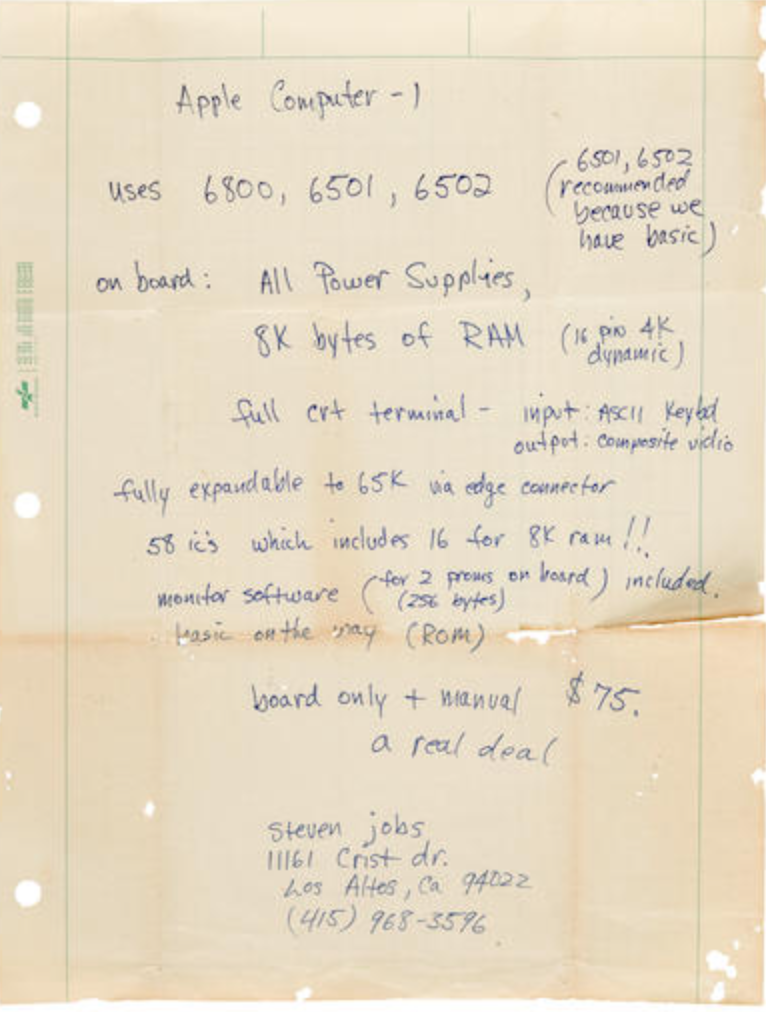 Apple Computer - 1
uses 6800, 6501, 6502 (6501, 6502
recommended
because we
have basic)
on board: All Power Supplies,
8K bytes of RAM (16 pin 4K
dynamic)
full crt terminal - input: ASCII Keybd
output: composite vidio
fully expandable to 65K via edge connector
58 ic's which includes 16 for 8K ram!!
monitor software (for 2 proms on board) included.
(256 bytes)
basic on the way (ROM)
board only + manual $75.
a real deal
Steven jobs
11161 Crist dr.
Los Altos, Ca 94022
(415) 968-3596